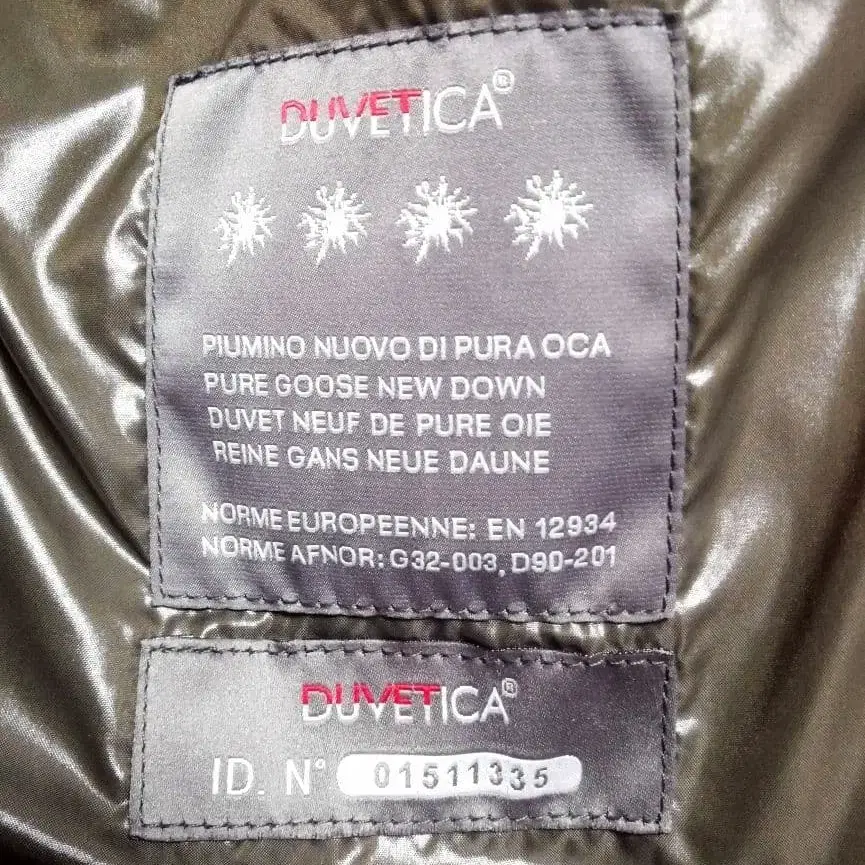 DUVETICA®
PIUMINO NUOVO DI PURA OCA
PURE GOOSE NEW DOWN
DUVET NEUF DE PURE OIE
REINE GANS NEUE DAUNE
NORME EUROPEENNE: EN 12934
NORME AFNOR: G32-003, D90-201
DUVETICA®
ID. N° 01511335